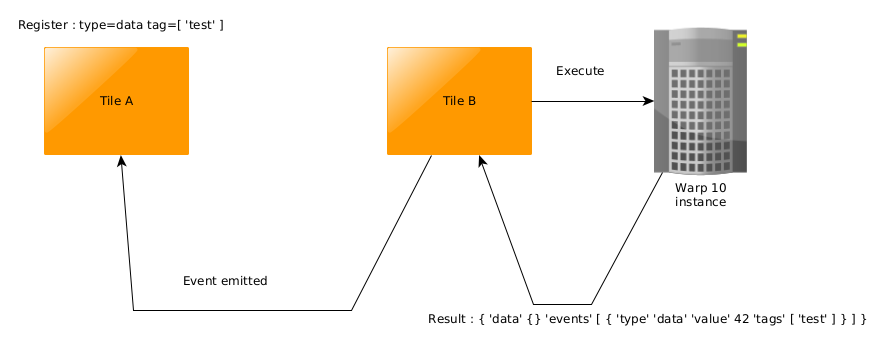 Register : type=data tag=[ 'test' ]
Tile A
Tile B
Execute
Warp 10
instance
Event emitted
Result : { 'data' {} 'events' [ { 'type' 'data' 'value' 42 'tags' [ 'test' ] } ] }